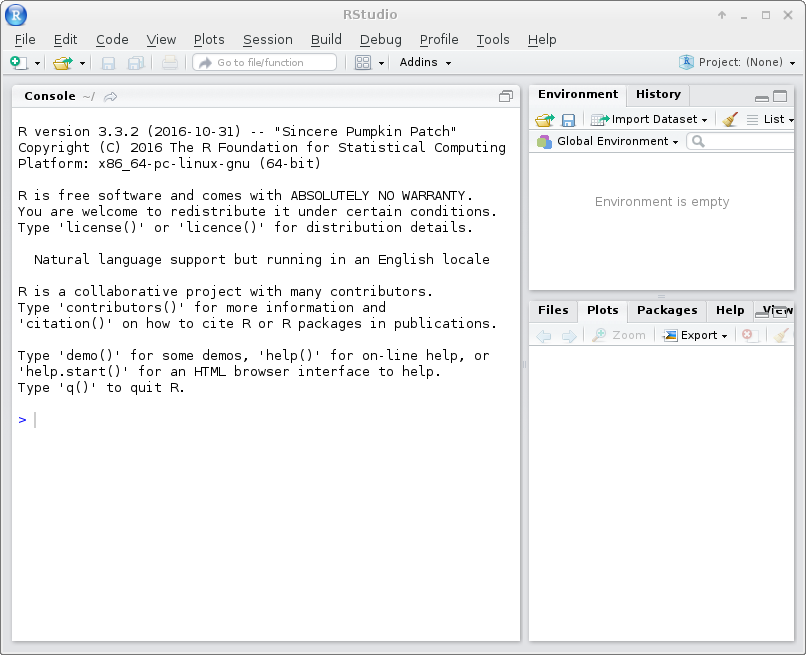 RStudio
File Edit Code View Plots Session Build Debug Profile Tools Help
Go to file/function Addins Project: (None)
Console ~/
R version 3.3.2 (2016-10-31) -- "Sincere Pumpkin Patch"
Copyright (C) 2016 The R Foundation for Statistical Computing
Platform: x86_64-pc-linux-gnu (64-bit)
R is free software and comes with ABSOLUTELY NO WARRANTY.
You are welcome to redistribute it under certain conditions.
Type 'license()' or 'licence()' for distribution details.
Natural language support but running in an English locale
R is a collaborative project with many contributors.
Type 'contributors()' for more information and
'citation()' on how to cite R or R packages in publications.
Type 'demo()' for some demos, 'help()' for on-line help, or
'help.start()' for an HTML browser interface to help.
Type 'q()' to quit R.
>
Environment History
Import Dataset List
Global Environment
Environment is empty
Files Plots Packages Help View
Zoom Export